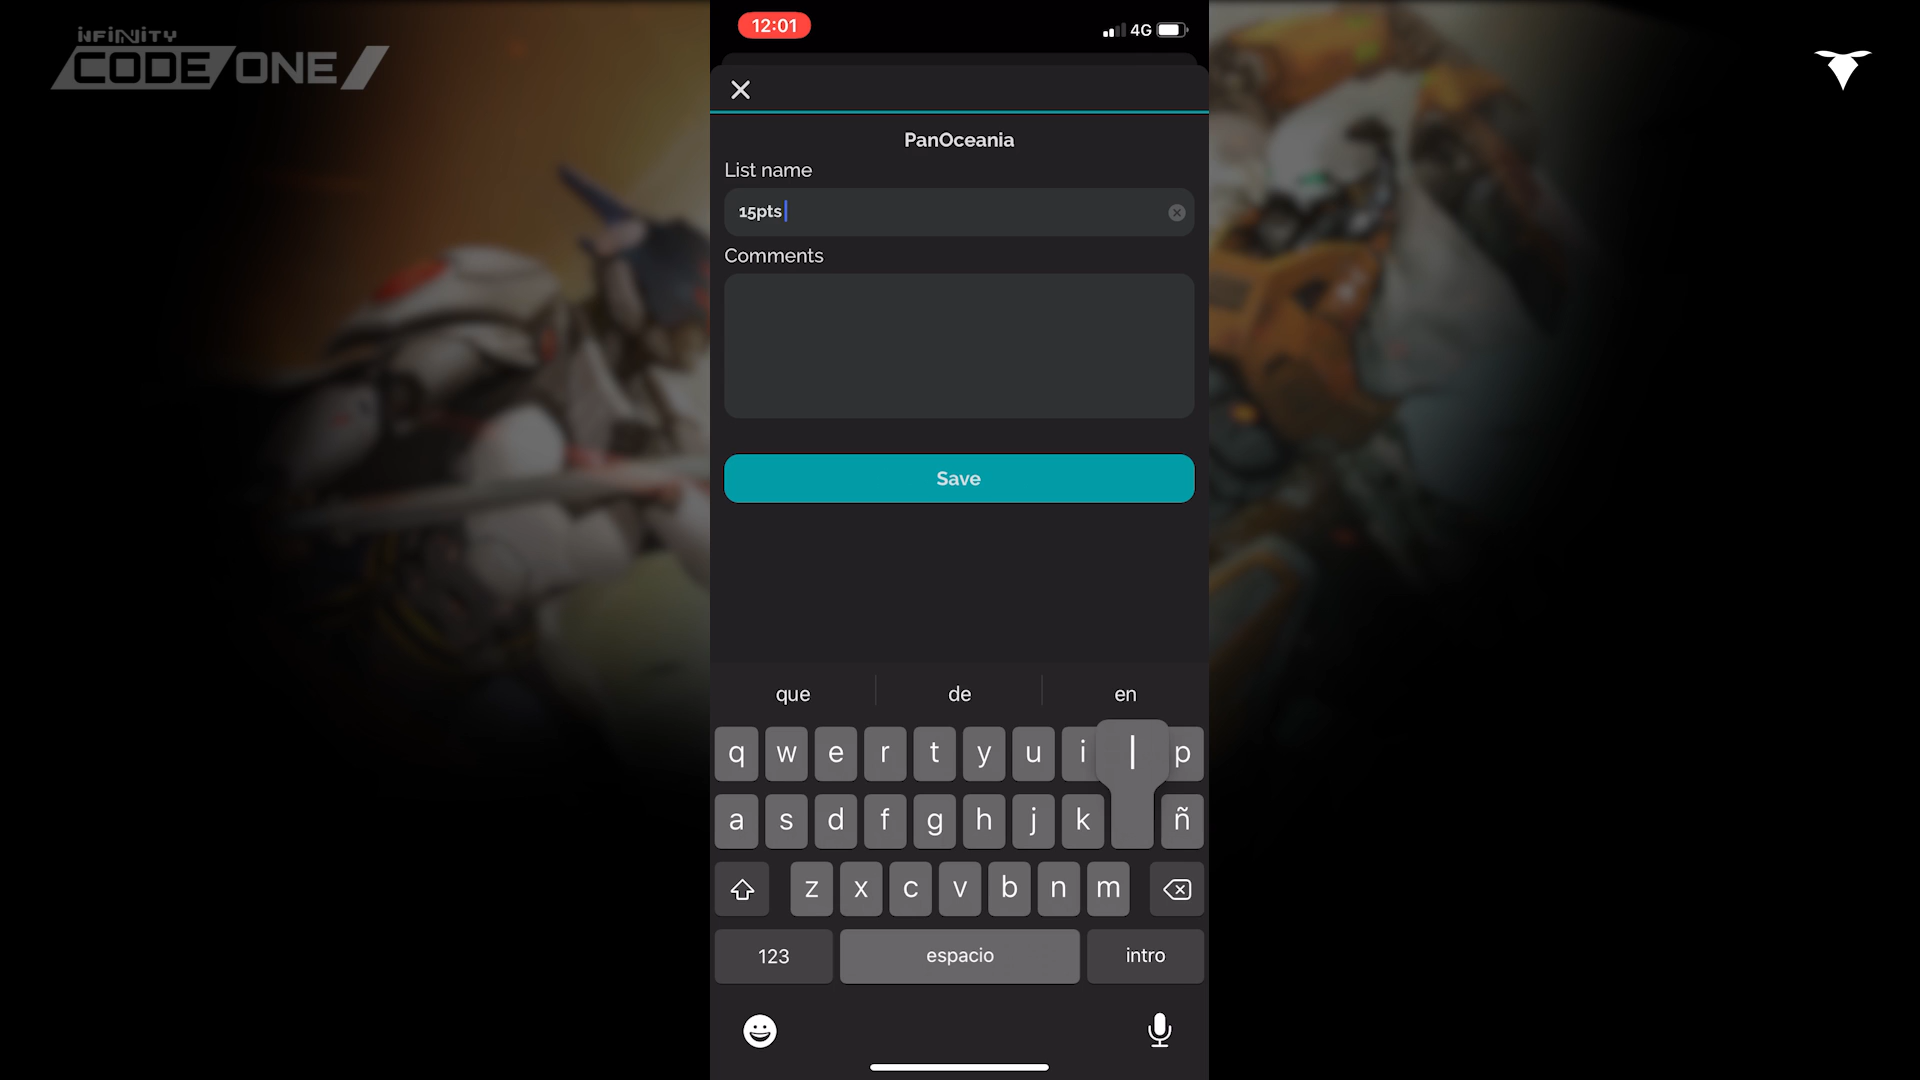 INFINITY
CODE ONE
12:01
4G
PanOceania
List name
15pts
Comments
Save
que de en
q w e r t y u i l p
a s d f g h j k ñ
z x c v b n m
123 espacio intro